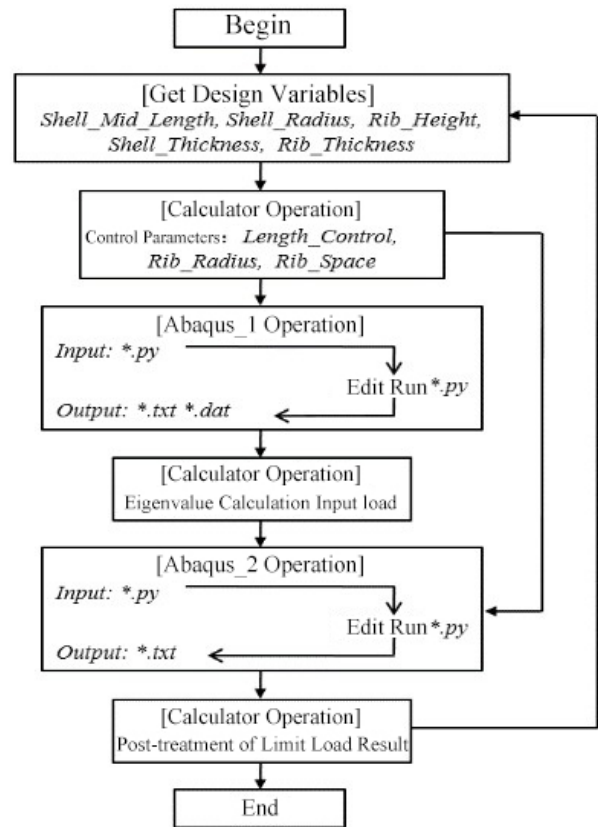 Begin
[Get Design Variables]
Shell_Mid_Length, Shell_Radius, Rib_Height,
Shell_Thickness, Rib_Thickness
[Calculator Operation]
Control Parameters： Length_Control,
Rib_Radius, Rib_Space
[Abaqus_1 Operation]
Input: *.py
Edit Run *.py
Output: *.txt *.dat
[Calculator Operation]
Eigenvalue Calculation Input load
[Abaqus_2 Operation]
Input: *.py
Edit Run *.py
Output: *.txt
[Calculator Operation]
Post-treatment of Limit Load Result
End